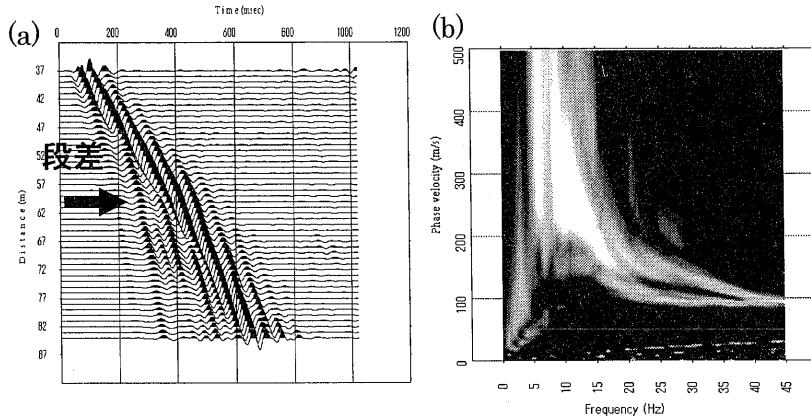 (a)
Time (msec)
0 200 400 600 800 1000 1200
37
42
47
52
57
62
67
72
77
82
87
Distance (m)
段差
(b)
500
400
300
200
100
0
Phase velocity (m/s)
0 5 10 15 20 25 30 35 40 45
Frequency (Hz)